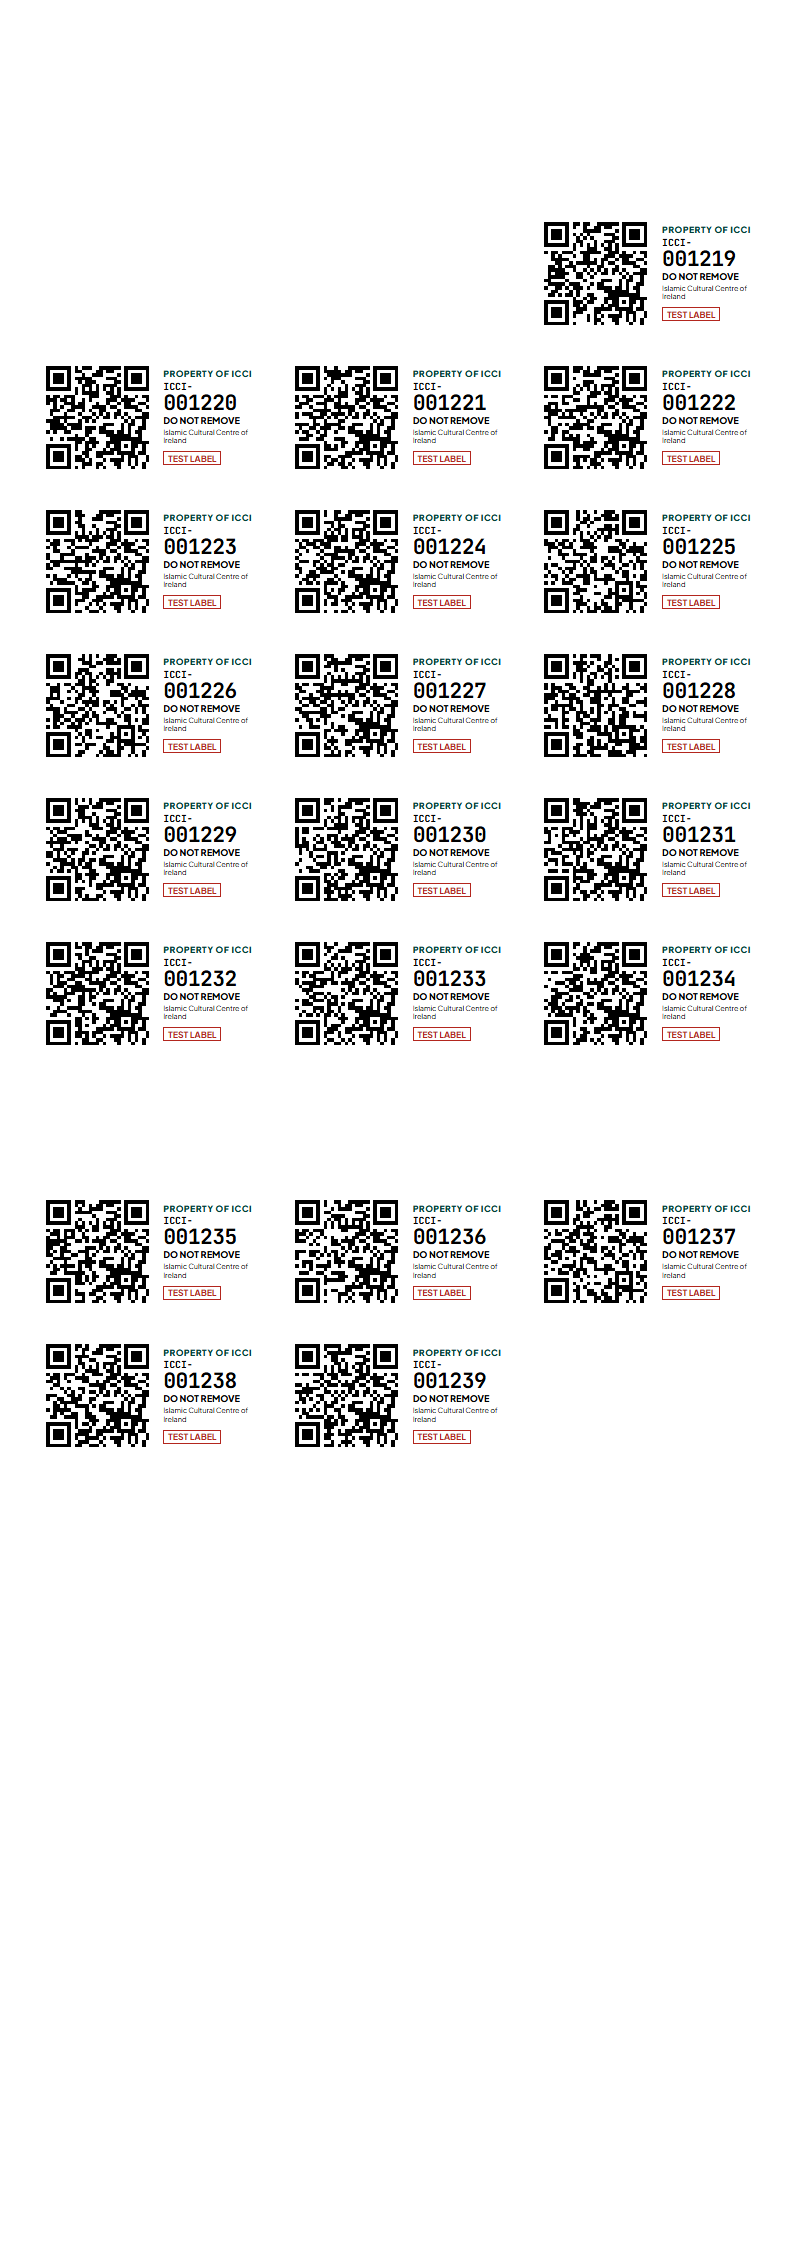 PROPERTY OF ICCI
ICCI-
001219
DO NOT REMOVE
Islamic Cultural Centre of
Ireland
TEST LABEL
PROPERTY OF ICCI
ICCI-
001220
DO NOT REMOVE
Islamic Cultural Centre of
Ireland
TEST LABEL
PROPERTY OF ICCI
ICCI-
001221
DO NOT REMOVE
Islamic Cultural Centre of
Ireland
TEST LABEL
PROPERTY OF ICCI
ICCI-
001222
DO NOT REMOVE
Islamic Cultural Centre of
Ireland
TEST LABEL
PROPERTY OF ICCI
ICCI-
001223
DO NOT REMOVE
Islamic Cultural Centre of
Ireland
TEST LABEL
PROPERTY OF ICCI
ICCI-
001224
DO NOT REMOVE
Islamic Cultural Centre of
Ireland
TEST LABEL
PROPERTY OF ICCI
ICCI-
001225
DO NOT REMOVE
Islamic Cultural Centre of
Ireland
TEST LABEL
PROPERTY OF ICCI
ICCI-
001226
DO NOT REMOVE
Islamic Cultural Centre of
Ireland
TEST LABEL
PROPERTY OF ICCI
ICCI-
001227
DO NOT REMOVE
Islamic Cultural Centre of
Ireland
TEST LABEL
PROPERTY OF ICCI
ICCI-
001228
DO NOT REMOVE
Islamic Cultural Centre of
Ireland
TEST LABEL
PROPERTY OF ICCI
ICCI-
001229
DO NOT REMOVE
Islamic Cultural Centre of
Ireland
TEST LABEL
PROPERTY OF ICCI
ICCI-
001230
DO NOT REMOVE
Islamic Cultural Centre of
Ireland
TEST LABEL
PROPERTY OF ICCI
ICCI-
001231
DO NOT REMOVE
Islamic Cultural Centre of
Ireland
TEST LABEL
PROPERTY OF ICCI
ICCI-
001232
DO NOT REMOVE
Islamic Cultural Centre of
Ireland
TEST LABEL
PROPERTY OF ICCI
ICCI-
001233
DO NOT REMOVE
Islamic Cultural Centre of
Ireland
TEST LABEL
PROPERTY OF ICCI
ICCI-
001234
DO NOT REMOVE
Islamic Cultural Centre of
Ireland
TEST LABEL
PROPERTY OF ICCI
ICCI-
001235
DO NOT REMOVE
Islamic Cultural Centre of
Ireland
TEST LABEL
PROPERTY OF ICCI
ICCI-
001236
DO NOT REMOVE
Islamic Cultural Centre of
Ireland
TEST LABEL
PROPERTY OF ICCI
ICCI-
001237
DO NOT REMOVE
Islamic Cultural Centre of
Ireland
TEST LABEL
PROPERTY OF ICCI
ICCI-
001238
DO NOT REMOVE
Islamic Cultural Centre of
Ireland
TEST LABEL
PROPERTY OF ICCI
ICCI-
001239
DO NOT REMOVE
Islamic Cultural Centre of
Ireland
TEST LABEL